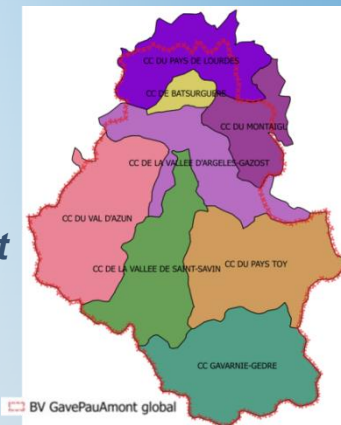 CC DU PAYS DE LOURDES
CC DE BATSURGUERE
CC DU MONTAIGU
CC DE LA VALLEE D'ARGELES-GAZOST
CC DU VAL D'AZUN
t
CC DU PAYS TOY
CC DE LA VALLEE DE SAINT-SAVIN
CC GAVARNIE-GEDRE
BV GavePauAmont global